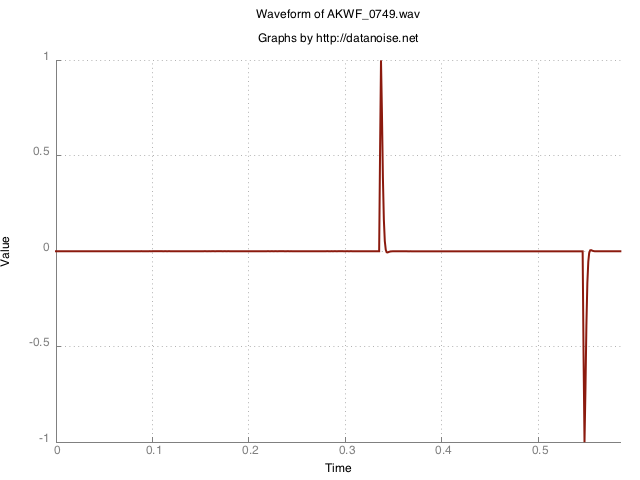 Waveform of AKWF_0749.wav
Graphs by http://datanoise.net
1
0.5
0
-0.5
-1
Value
0 0.1 0.2 0.3 0.4 0.5
Time